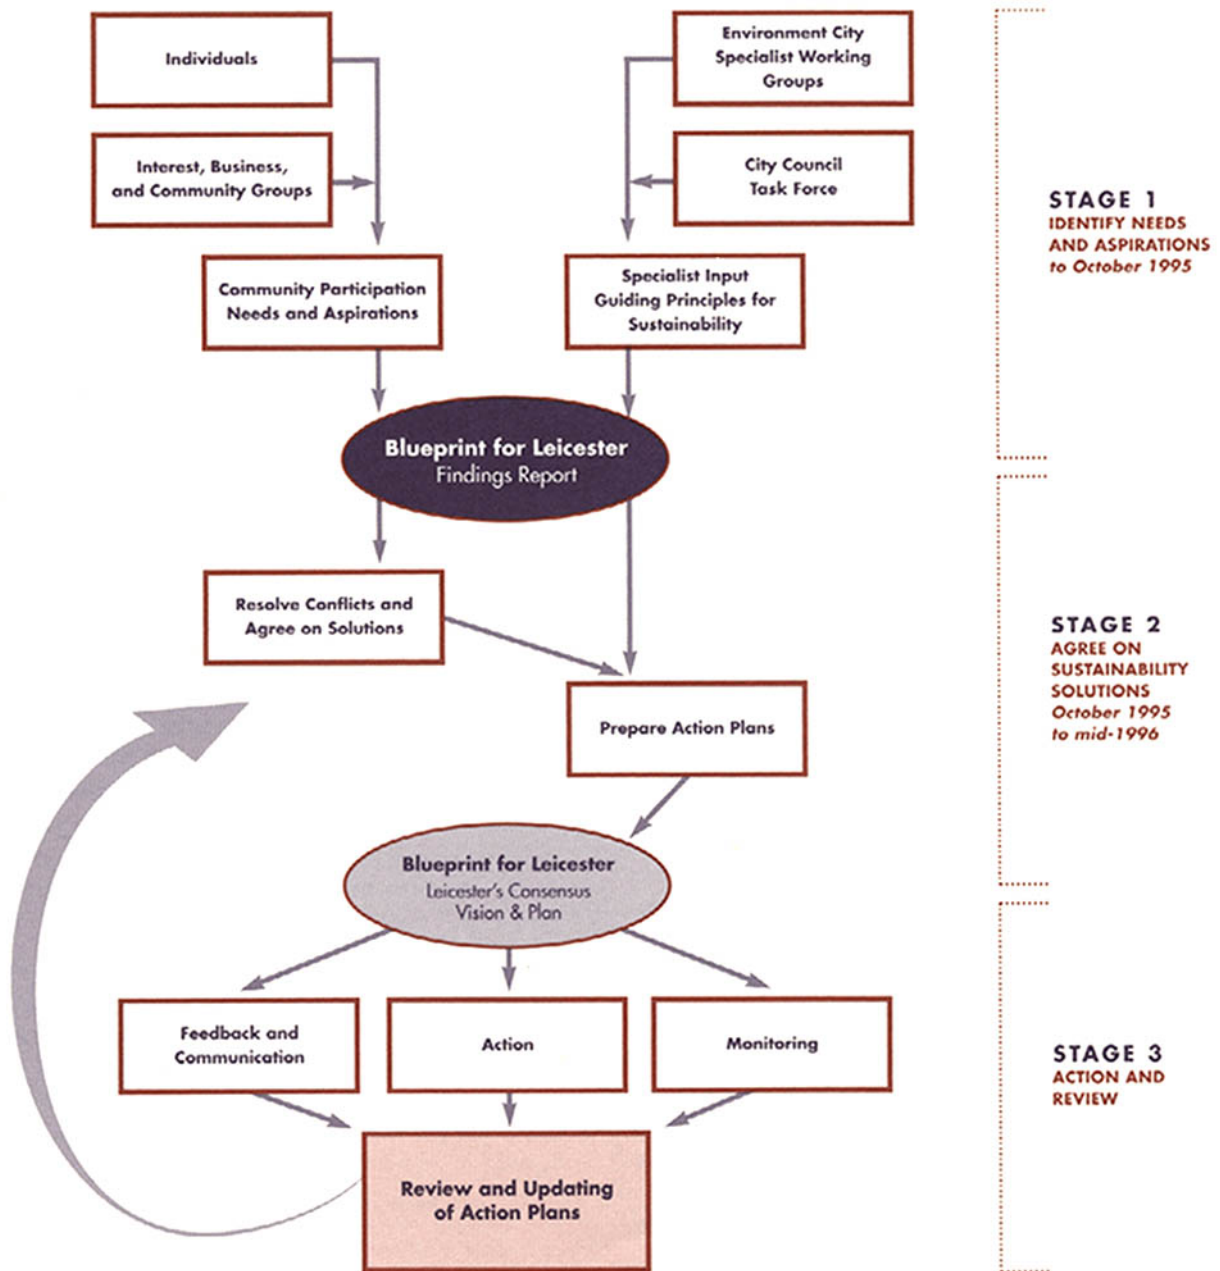 Individuals
Environment City
Specialist Working
Groups
Interest, Business,
and Community Groups
City Council
Task Force
STAGE 1
IDENTIFY NEEDS
AND ASPIRATIONS
to October 1995
Community Participation
Needs and Aspirations
Specialist Input
Guiding Principles for
Sustainability
Blueprint for Leicester
Findings Report
Resolve Conflicts and
Agree on Solutions
STAGE 2
AGREE ON
SUSTAINABILITY
SOLUTIONS
October 1995
to mid-1996
Prepare Action Plans
Blueprint for Leicester
Leicester's Consensus
Vision & Plan
Feedback and
Communication
Action
Monitoring
STAGE 3
ACTION AND
REVIEW
Review and Updating
of Action Plans